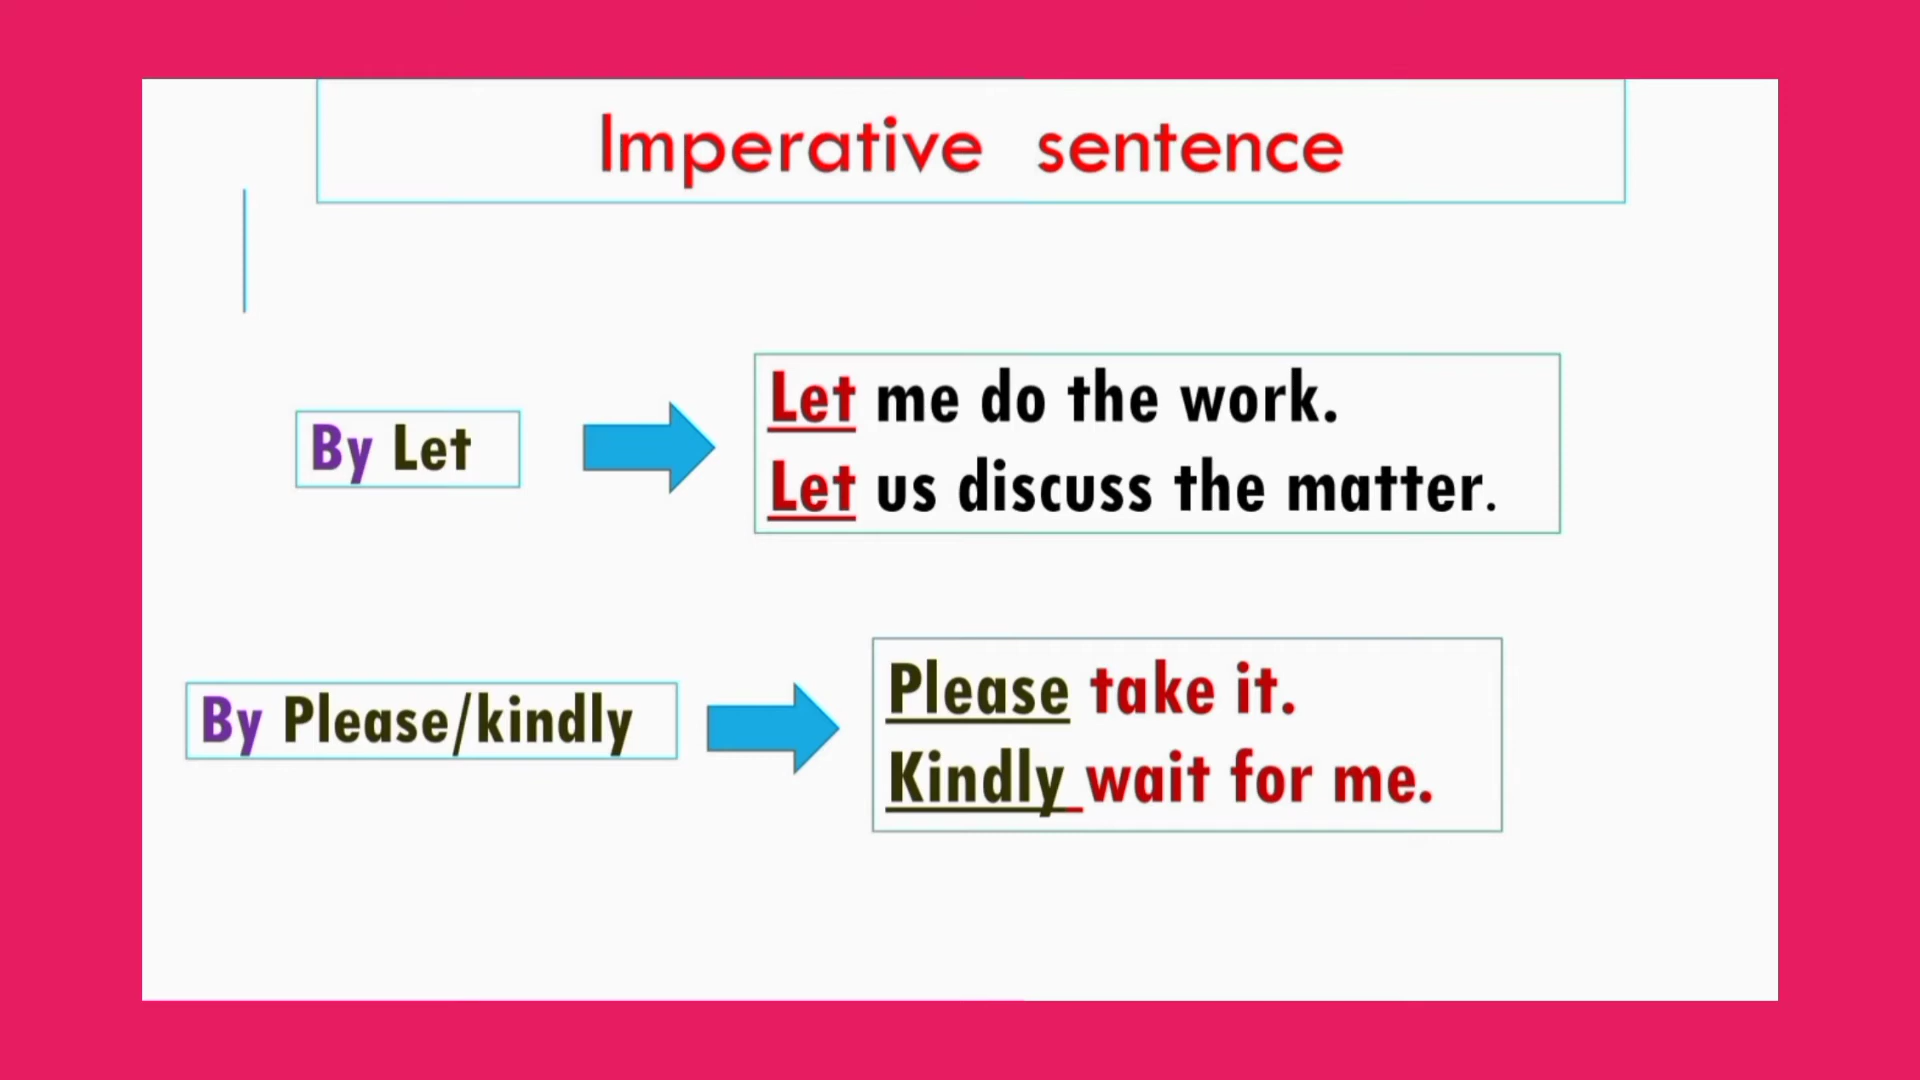 Imperative sentence
By Let
Let me do the work.
Let us discuss the matter.
By Please/kindly
Please take it.
Kindly wait for me.